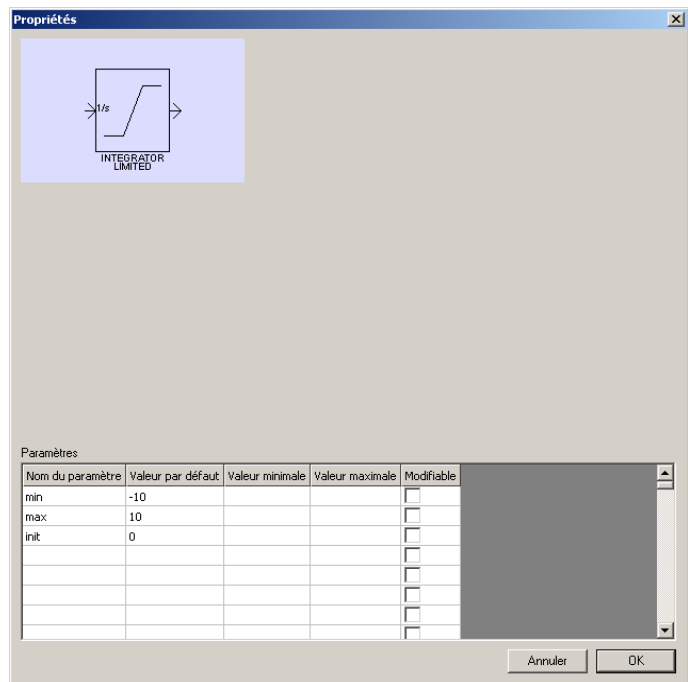 Propriétés
1/s
INTEGRATOR
LIMITED
Paramètres
Nom du paramètre Valeur par défaut Valeur minimale Valeur maximale Modifiable
min -10
max 10
init 0
Annuler OK